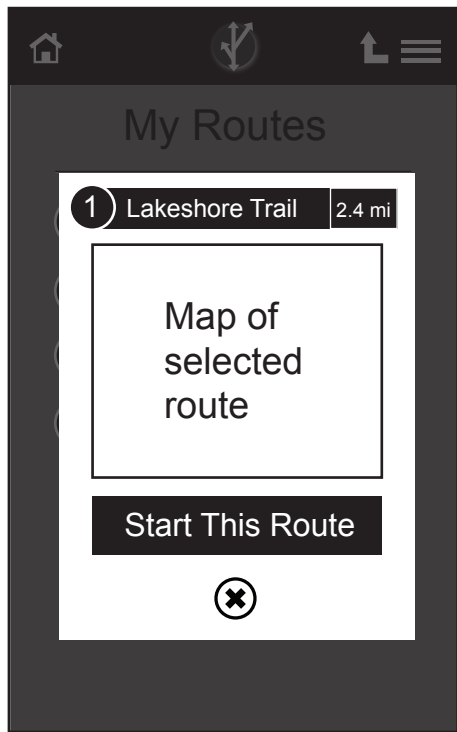 My Routes
1 Lakeshore Trail 2.4 mi
Map of
selected
route
Start This Route